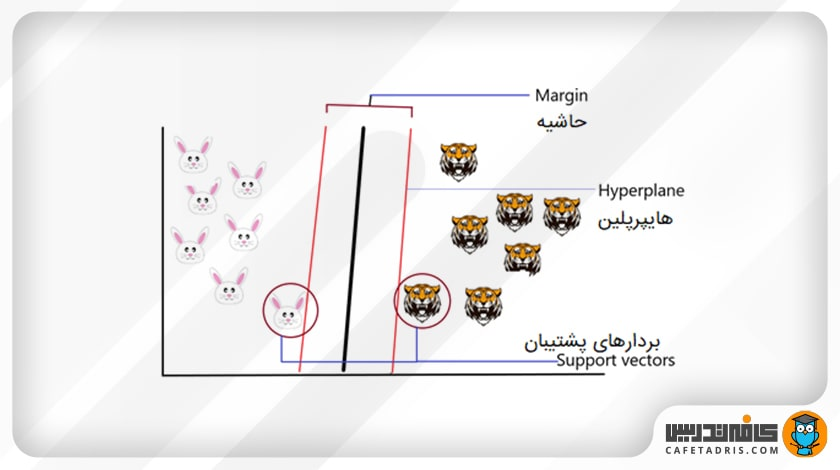 Margin
حاشیه
Hyperplane
هایپرپلین
بردارهای پشتیبان
Support vectors
کافه‌تدریس
CAFETADRIS.COM